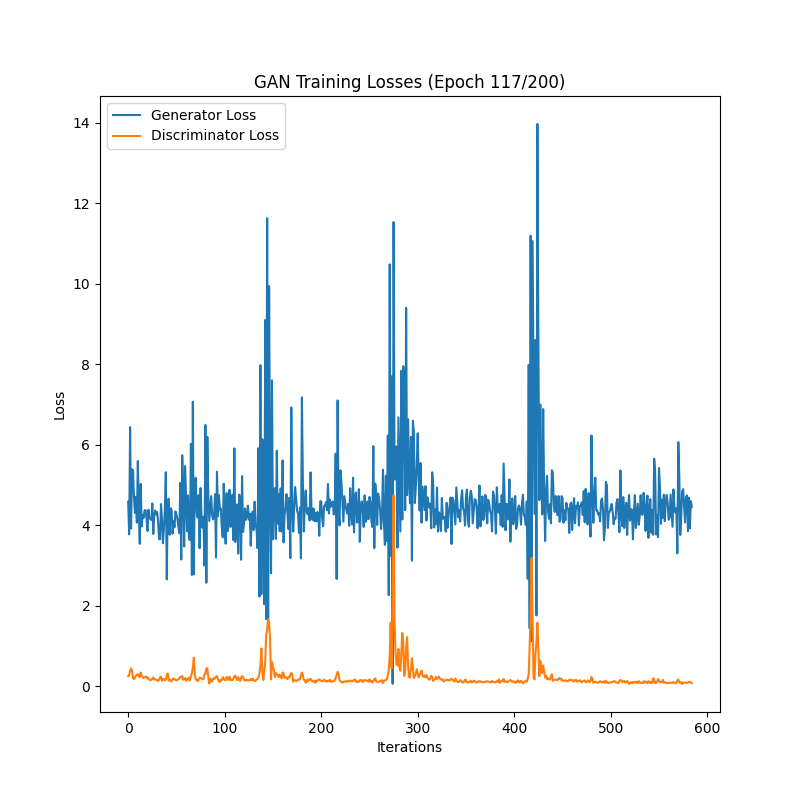 GAN Training Losses (Epoch 117/200)
Generator Loss
Discriminator Loss
14
12
10
8
6
4
2
0
Loss
0 100 200 300 400 500 600
Iterations